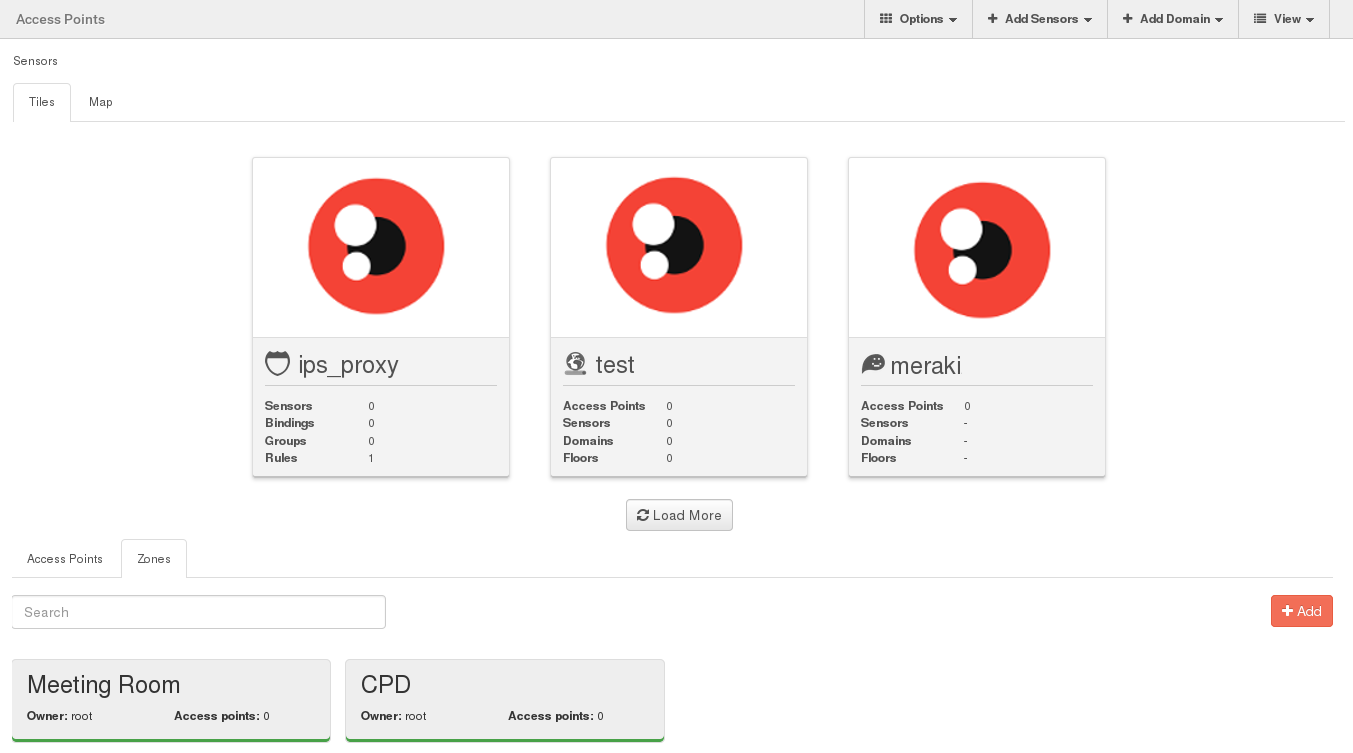 Access Points
Options
Add Sensors
Add Domain
View
Sensors
Tiles Map
ips_proxy
Sensors 0
Bindings 0
Groups 0
Rules 1
test
Access Points 0
Sensors 0
Domains 0
Floors 0
meraki
Access Points 0
Sensors -
Domains -
Floors -
Load More
Access Points Zones
Search
Add
Meeting Room
Owner: root Access points: 0
CPD
Owner: root Access points: 0